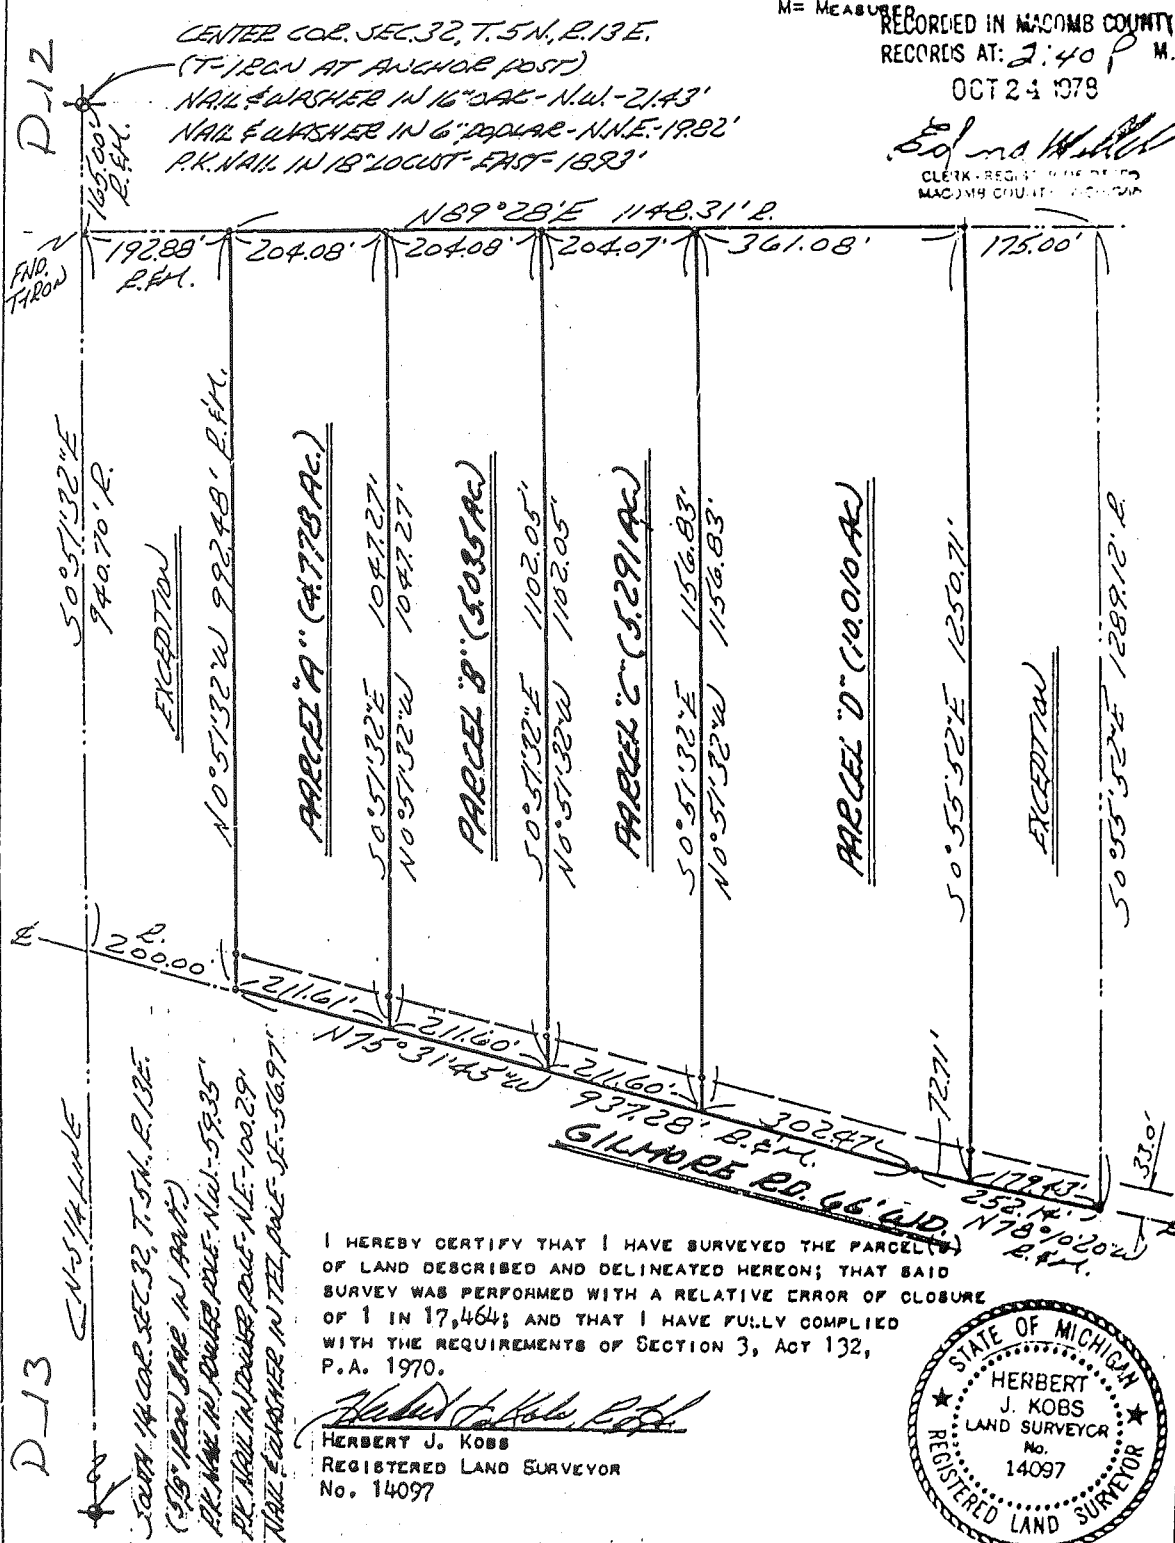 M= MEASURED
RECORDED IN MACOMB COUNTY
RECORDS AT: 2:40 P M.
OCT 24 1978
CLERK-REGISTER OF DEEDS
MACOMB COUNTY, MICHIGAN
CENTER COR. SEC. 32, T.5N., R.13E.
(T-IRON AT ANCHOR POST)
NAIL & WASHER IN 16" OAK - N.W. - 21.43'
NAIL & WASHER IN 6" POPLAR - N.N.E. - 19.82'
P.K. NAIL IN 18" LOCUST - EAST - 18.93'
D-12
165.00'
R.&M.
N89°28'E 1148.31' R.
192.88'
R.&M.
204.08'
204.08'
204.07'
361.08'
175.00'
FND.
T-IRON
S0°51'32"E
940.70' R.
EXCEPTION
N0°51'32"W 992.48' R.&M.
PARCEL "A" (4.778 AC.)
S0°51'32"E 1047.27'
N0°51'32"W 1047.27'
PARCEL "B" (5.035 AC.)
S0°51'32"E 1102.05'
N0°51'32"W 1102.05'
PARCEL "C" (5.291 AC.)
S0°51'32"E 1156.83'
N0°51'32"W 1156.83'
PARCEL "D" (10.010 AC.)
S0°55'52"E 1250.71'
EXCEPTION
S0°55'52"E 1289.12' R.
R.
200.00'
211.61'
211.60'
211.60'
302.47'
72.71'
179.43'
N75°31'45"W
937.28' R.&M.
252.14'
N78°10'20"W
R.&M.
33.0'
GILMORE RD. 66' WD.
N-S 1/4 LINE
D-13
SOUTH 1/4 COR. SEC. 32, T.5N., R.13E.
(5/8" IRON BAR IN PAV'T)
P.K. NAIL IN POWER POLE - N.W. - 59.35'
P.K. NAIL IN POWER POLE - N.E. - 100.29'
NAIL & WASHER IN TEL. POLE - S.E. - 56.97'
I HEREBY CERTIFY THAT I HAVE SURVEYED THE PARCEL(S)
OF LAND DESCRIBED AND DELINEATED HEREON; THAT SAID
SURVEY WAS PERFORMED WITH A RELATIVE ERROR OF CLOSURE
OF 1 IN 17,464; AND THAT I HAVE FULLY COMPLIED
WITH THE REQUIREMENTS OF SECTION 3, ACT 132,
P.A. 1970.
HERBERT J. KOBS
REGISTERED LAND SURVEYOR
No. 14097
STATE OF MICHIGAN
HERBERT
J. KOBS
LAND SURVEYOR
No.
14097
REGISTERED LAND SURVEYOR